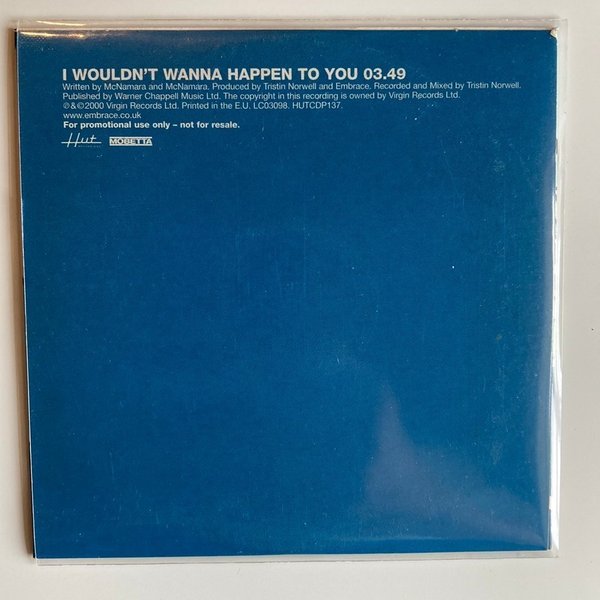 I WOULDN'T WANNA HAPPEN TO YOU 03.49
Written by McNamara and McNamara. Produced by Tristin Norwell and Embrace. Recorded and Mixed by Tristin Norwell.
Published by Warner Chappell Music Ltd. The copyright in this recording is owned by Virgin Records Ltd.
℗&©2000 Virgin Records Ltd. Printed in the E.U. LC03098. HUTCDP137.
www.embrace.co.uk
For promotional use only – not for resale.
Hut MOBETTA